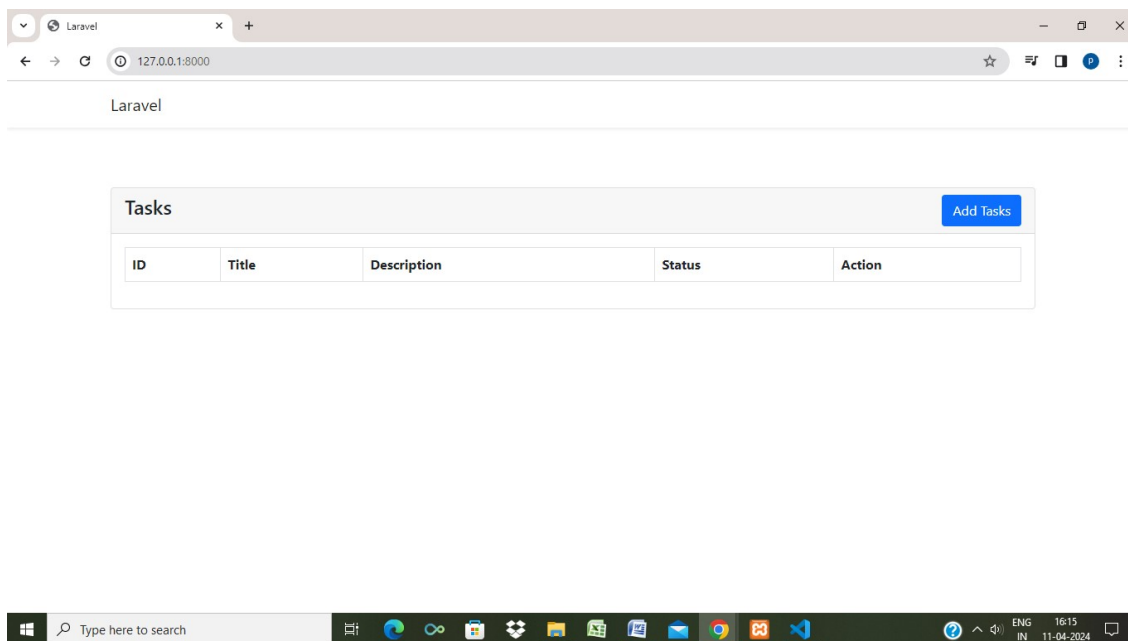 Laravel
127.0.0.1:8000
P
Laravel
Tasks
Add Tasks
ID Title Description Status Action
Type here to search
ENG 16:15
IN 11-04-2024